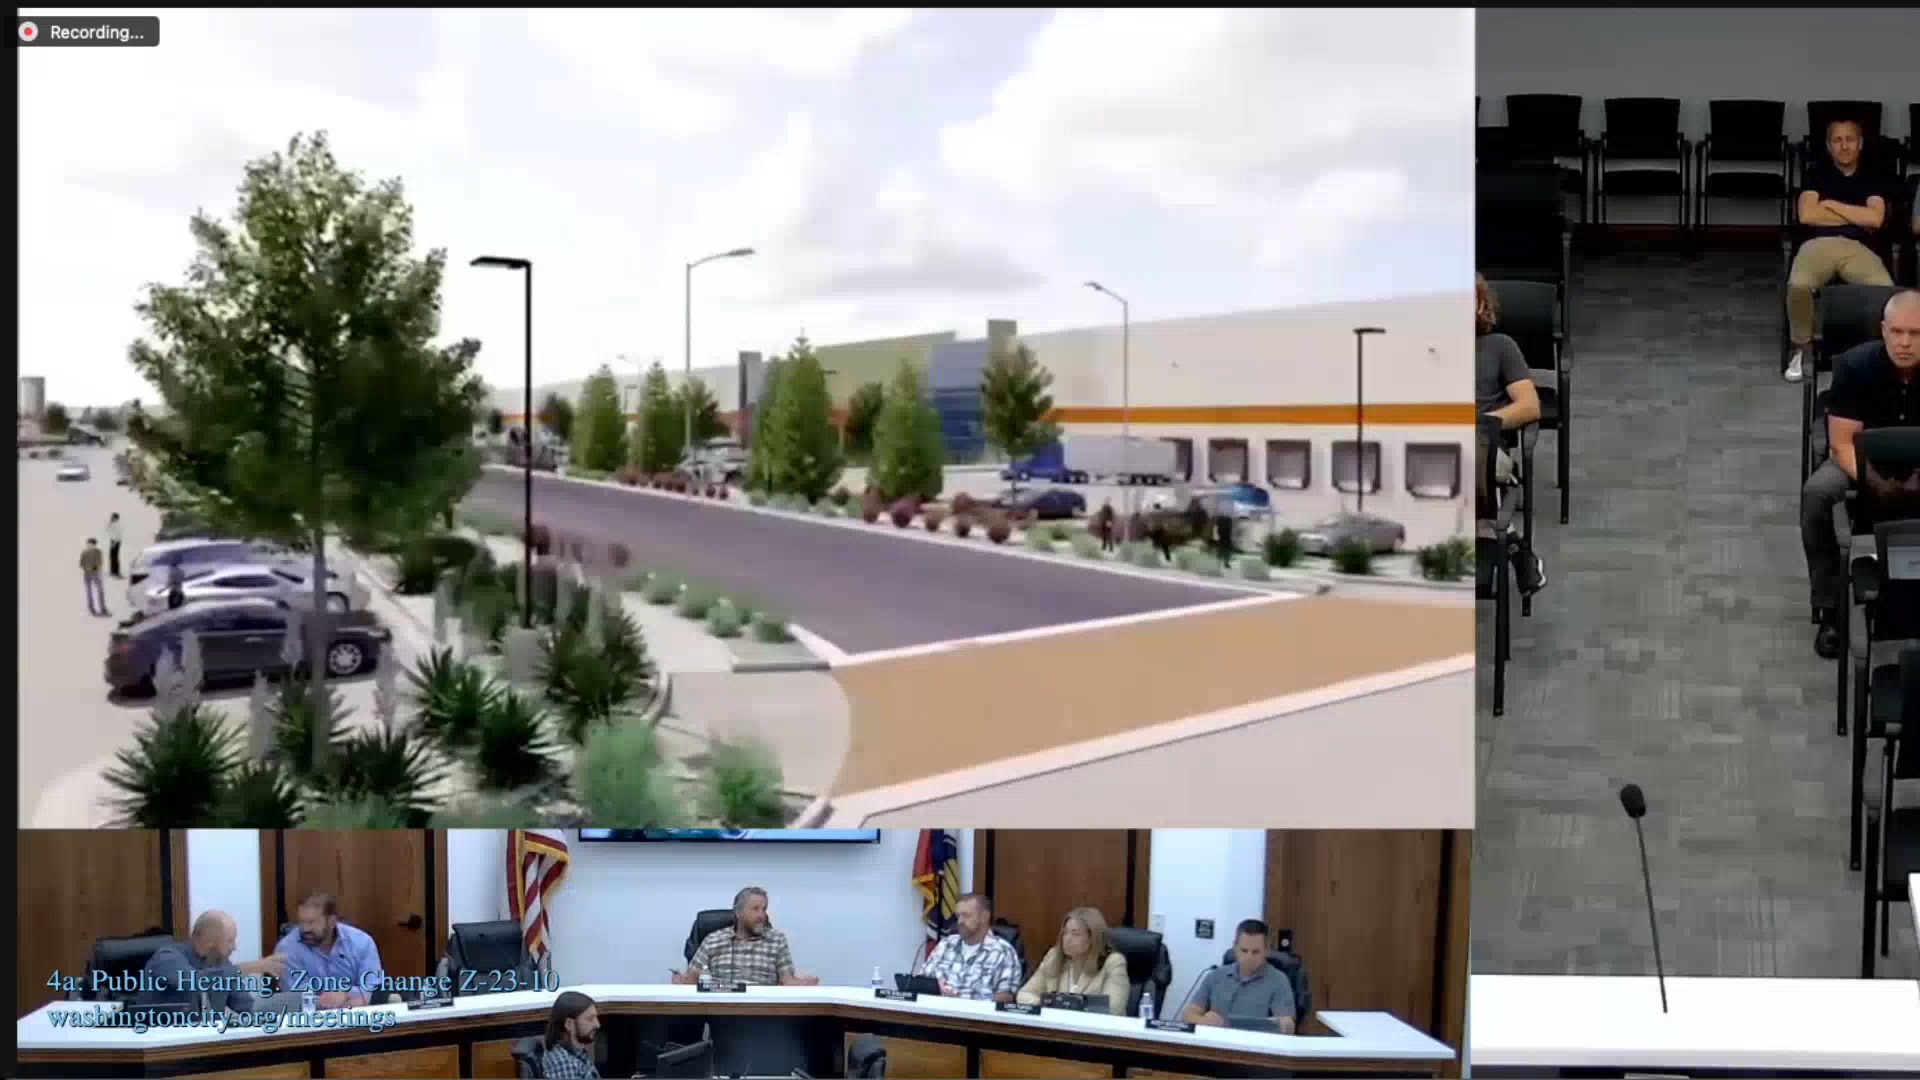 Recording...
4a: Public Hearing: Zone Change Z-23-10
washingtoncity.org/meetings